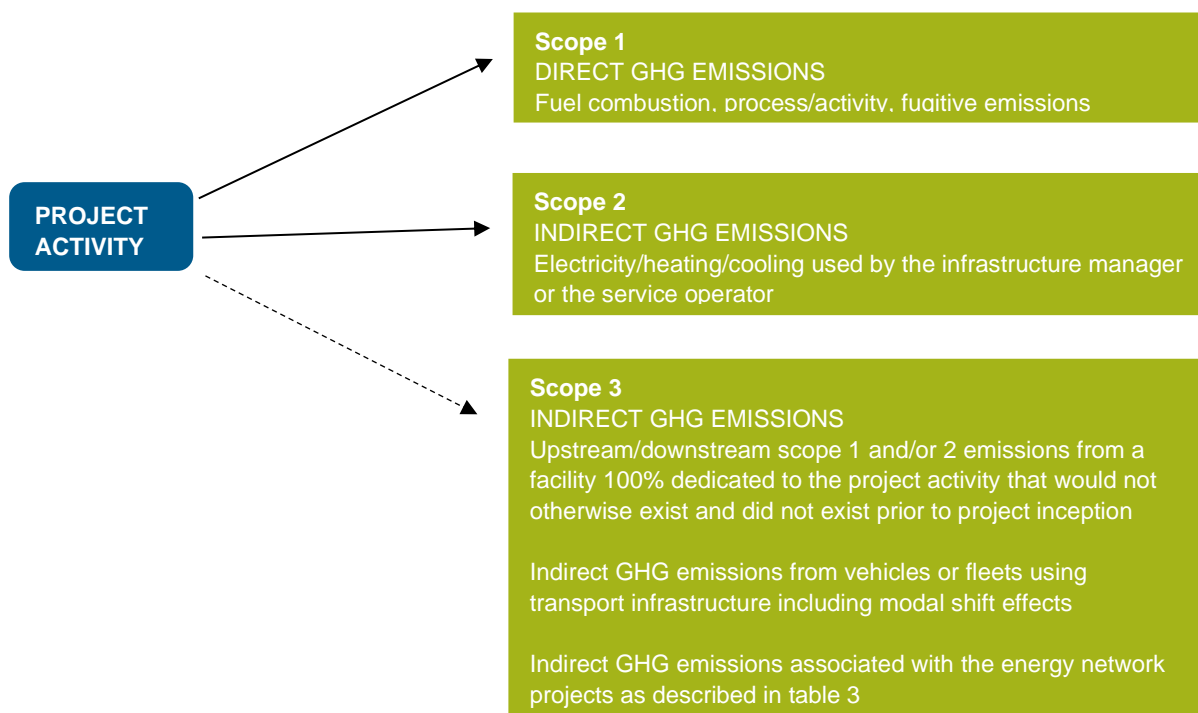 Scope 1
DIRECT GHG EMISSIONS
Fuel combustion, process/activity, fugitive emissions
PROJECT
ACTIVITY
Scope 2
INDIRECT GHG EMISSIONS
Electricity/heating/cooling used by the infrastructure manager
or the service operator
Scope 3
INDIRECT GHG EMISSIONS
Upstream/downstream scope 1 and/or 2 emissions from a
facility 100% dedicated to the project activity that would not
otherwise exist and did not exist prior to project inception
Indirect GHG emissions from vehicles or fleets using
transport infrastructure including modal shift effects
Indirect GHG emissions associated with the energy network
projects as described in table 3